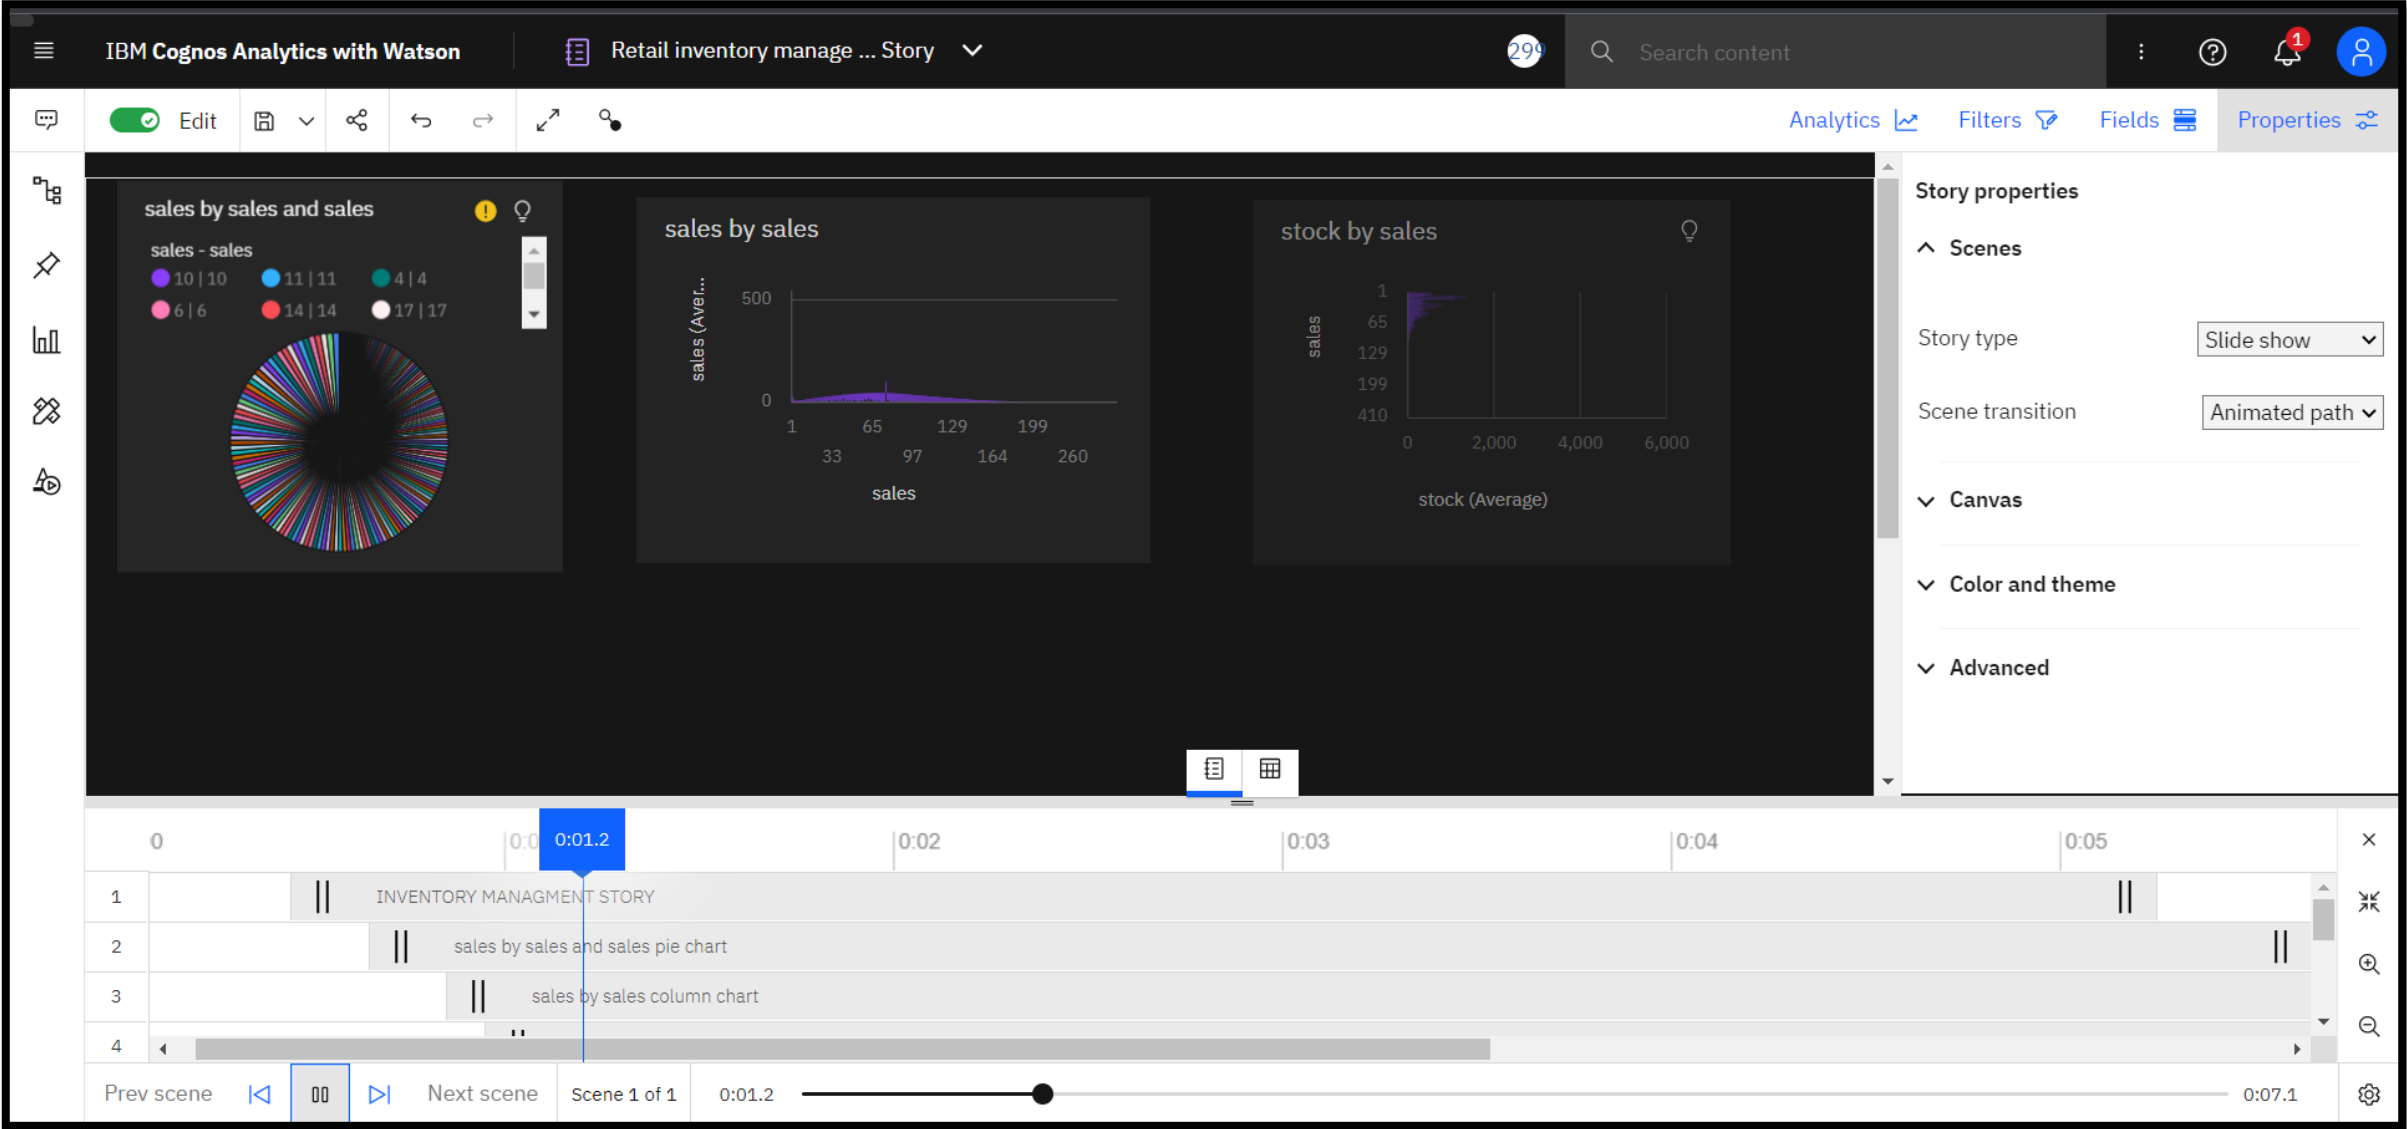 IBM Cognos Analytics with Watson
Retail inventory manage ... Story
299
Search content
1
Edit
Analytics
Filters
Fields
Properties
sales by sales and sales
sales - sales
10 | 10
11 | 11
4 | 4
6 | 6
14 | 14
17 | 17
sales by sales
sales (Aver...
500
0
1
65
129
199
33
97
164
260
sales
stock by sales
sales
1
65
129
199
410
0
2,000
4,000
6,000
stock (Average)
Story properties
Scenes
Story type
Slide show
Scene transition
Animated path
Canvas
Color and theme
Advanced
0
0:0
0:01.2
0:02
0:03
0:04
0:05
1
INVENTORY MANAGMENT STORY
2
sales by sales and sales pie chart
3
sales by sales column chart
4
Prev scene
Next scene
Scene 1 of 1
0:01.2
0:07.1